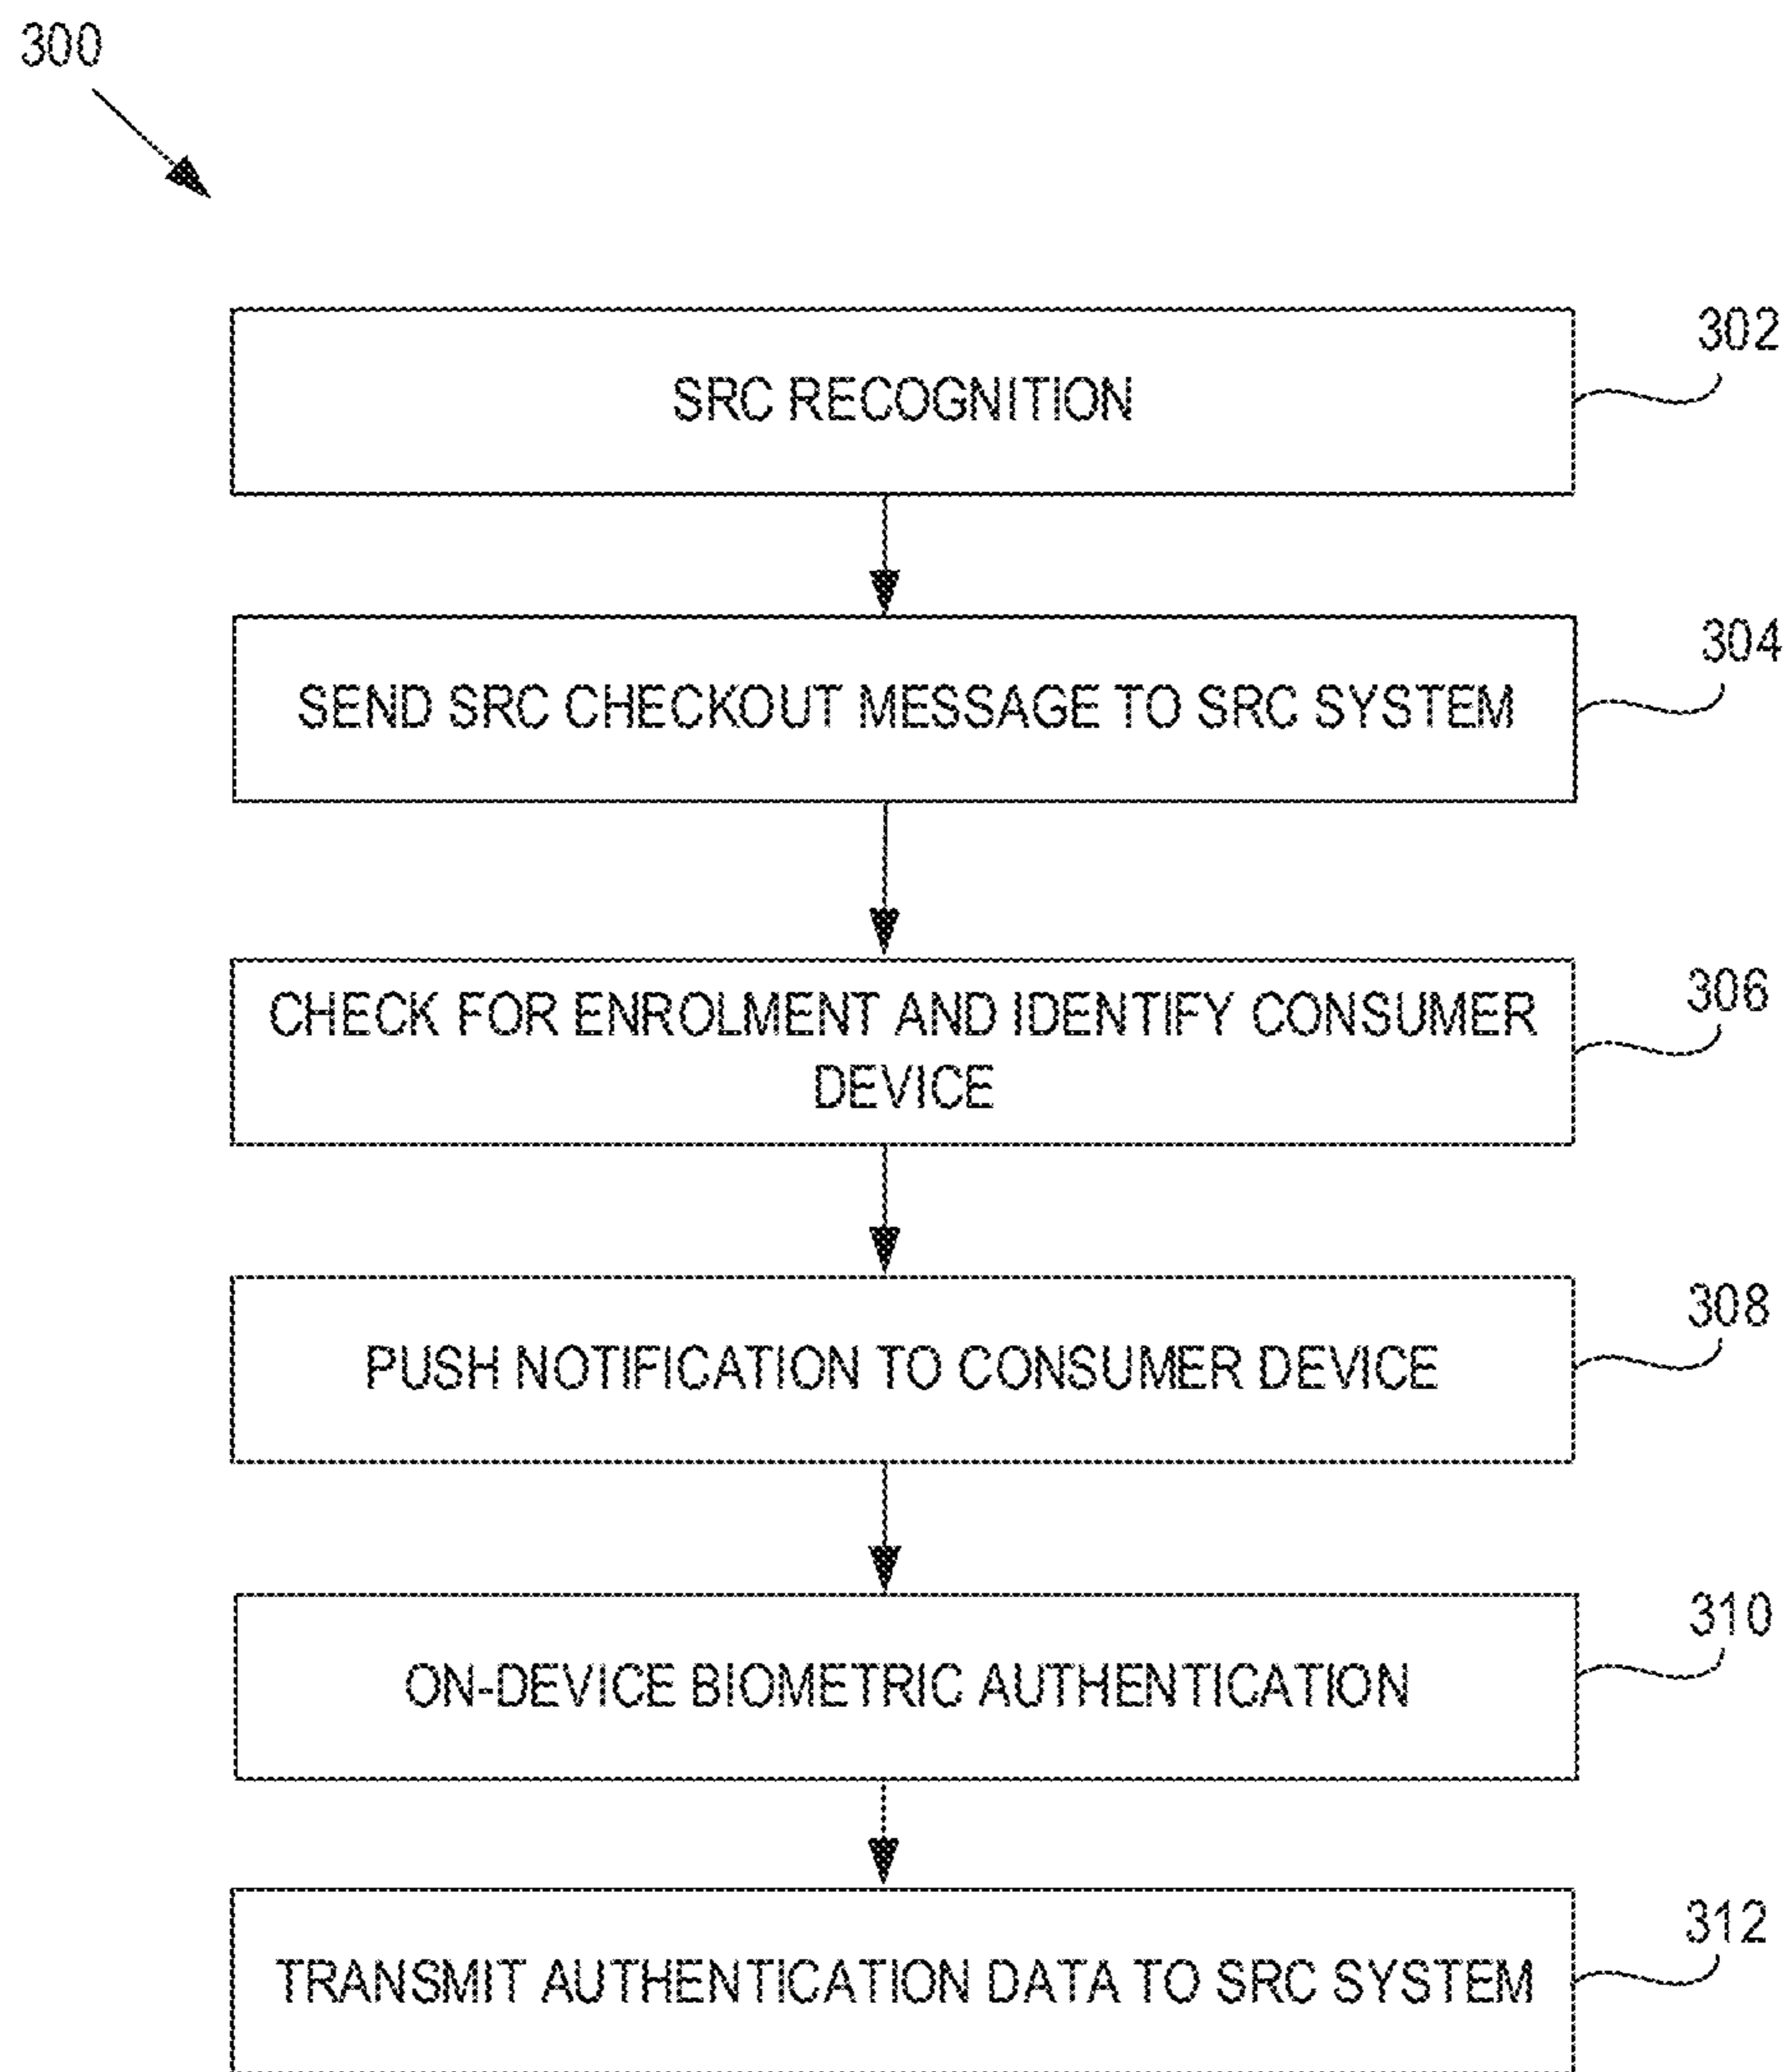 300
302
SRC RECOGNITION
304
SEND SRC CHECKOUT MESSAGE TO SRC SYSTEM
306
CHECK FOR ENROLMENT AND IDENTIFY CONSUMER
DEVICE
308
PUSH NOTIFICATION TO CONSUMER DEVICE
310
ON-DEVICE BIOMETRIC AUTHENTICATION
312
TRANSMIT AUTHENTICATION DATA TO SRC SYSTEM